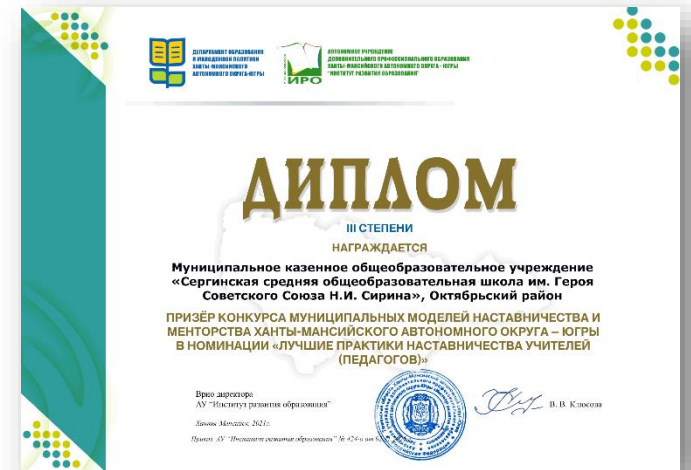 ДЕПАРТАМЕНТ ОБРАЗОВАНИЯ
И МОЛОДЕЖНОЙ ПОЛИТИКИ
ХАНТЫ-МАНСИЙСКОГО
АВТОНОМНОГО ОКРУГА-ЮГРЫ
ИРО
АВТОНОМНОЕ УЧРЕЖДЕНИЕ
ДОПОЛНИТЕЛЬНОГО ПРОФЕССИОНАЛЬНОГО ОБРАЗОВАНИЯ
ХАНТЫ-МАНСИЙСКОГО АВТОНОМНОГО ОКРУГА - ЮГРЫ
"ИНСТИТУТ РАЗВИТИЯ ОБРАЗОВАНИЯ"
ДИПЛОМ
III СТЕПЕНИ
НАГРАЖДАЕТСЯ
Муниципальное казенное общеобразовательное учреждение
«Сергинская средняя общеобразовательная школа им. Героя
Советского Союза Н.И. Сирина», Октябрьский район
ПРИЗЁР КОНКУРСА МУНИЦИПАЛЬНЫХ МОДЕЛЕЙ НАСТАВНИЧЕСТВА И
МЕНТОРСТВА ХАНТЫ-МАНСИЙСКОГО АВТОНОМНОГО ОКРУГА – ЮГРЫ
В НОМИНАЦИИ «ЛУЧШИЕ ПРАКТИКИ НАСТАВНИЧЕСТВА УЧИТЕЛЕЙ
(ПЕДАГОГОВ)»
Врио директора
АУ "Институт развития образования"
В. В. Клюсова
Ханты-Мансийск, 2021г.
Приказ АУ "Институт развития образования" № 424-о от